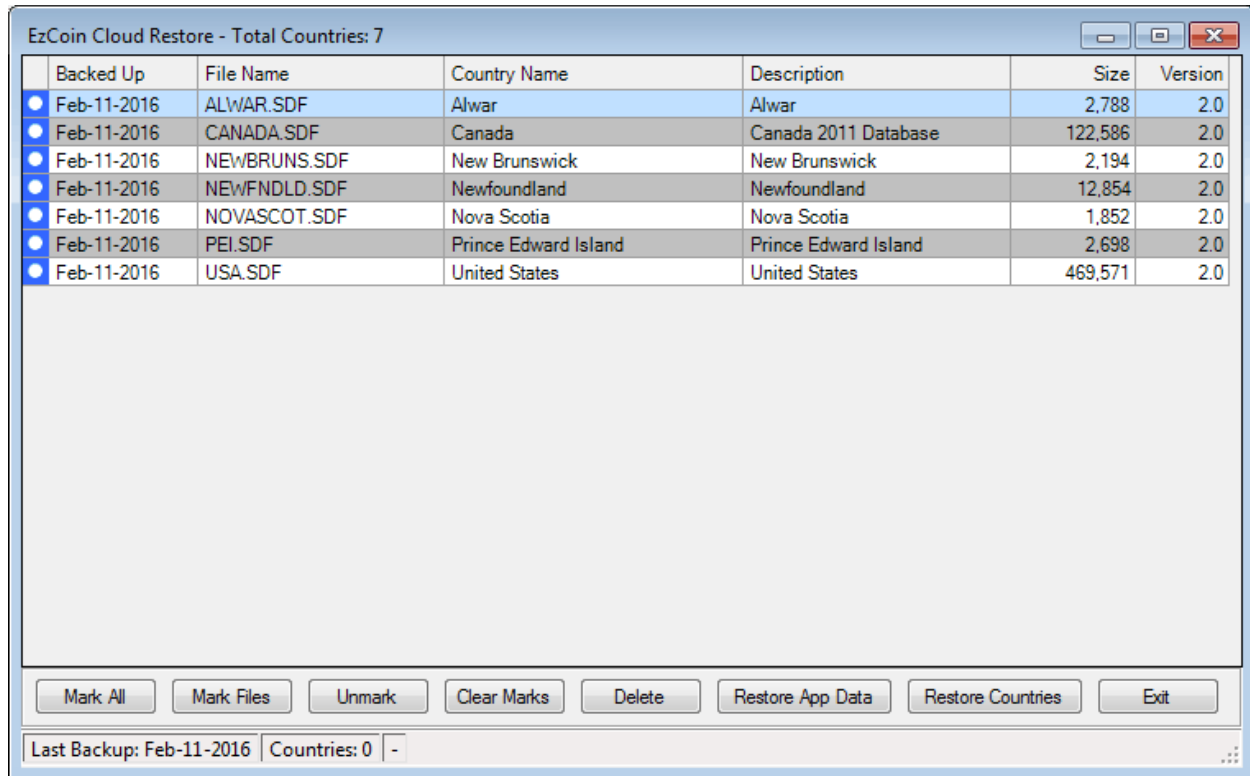 EzCoin Cloud Restore - Total Countries: 7
Backed Up File Name Country Name Description Size Version
Feb-11-2016 ALWAR.SDF Alwar Alwar 2,788 2.0
Feb-11-2016 CANADA.SDF Canada Canada 2011 Database 122,586 2.0
Feb-11-2016 NEWBRUNS.SDF New Brunswick New Brunswick 2,194 2.0
Feb-11-2016 NEWFNDLD.SDF Newfoundland Newfoundland 12,854 2.0
Feb-11-2016 NOVASCOT.SDF Nova Scotia Nova Scotia 1,852 2.0
Feb-11-2016 PEI.SDF Prince Edward Island Prince Edward Island 2,698 2.0
Feb-11-2016 USA.SDF United States United States 469,571 2.0
Mark All Mark Files Unmark Clear Marks Delete Restore App Data Restore Countries Exit
Last Backup: Feb-11-2016 Countries: 0 -